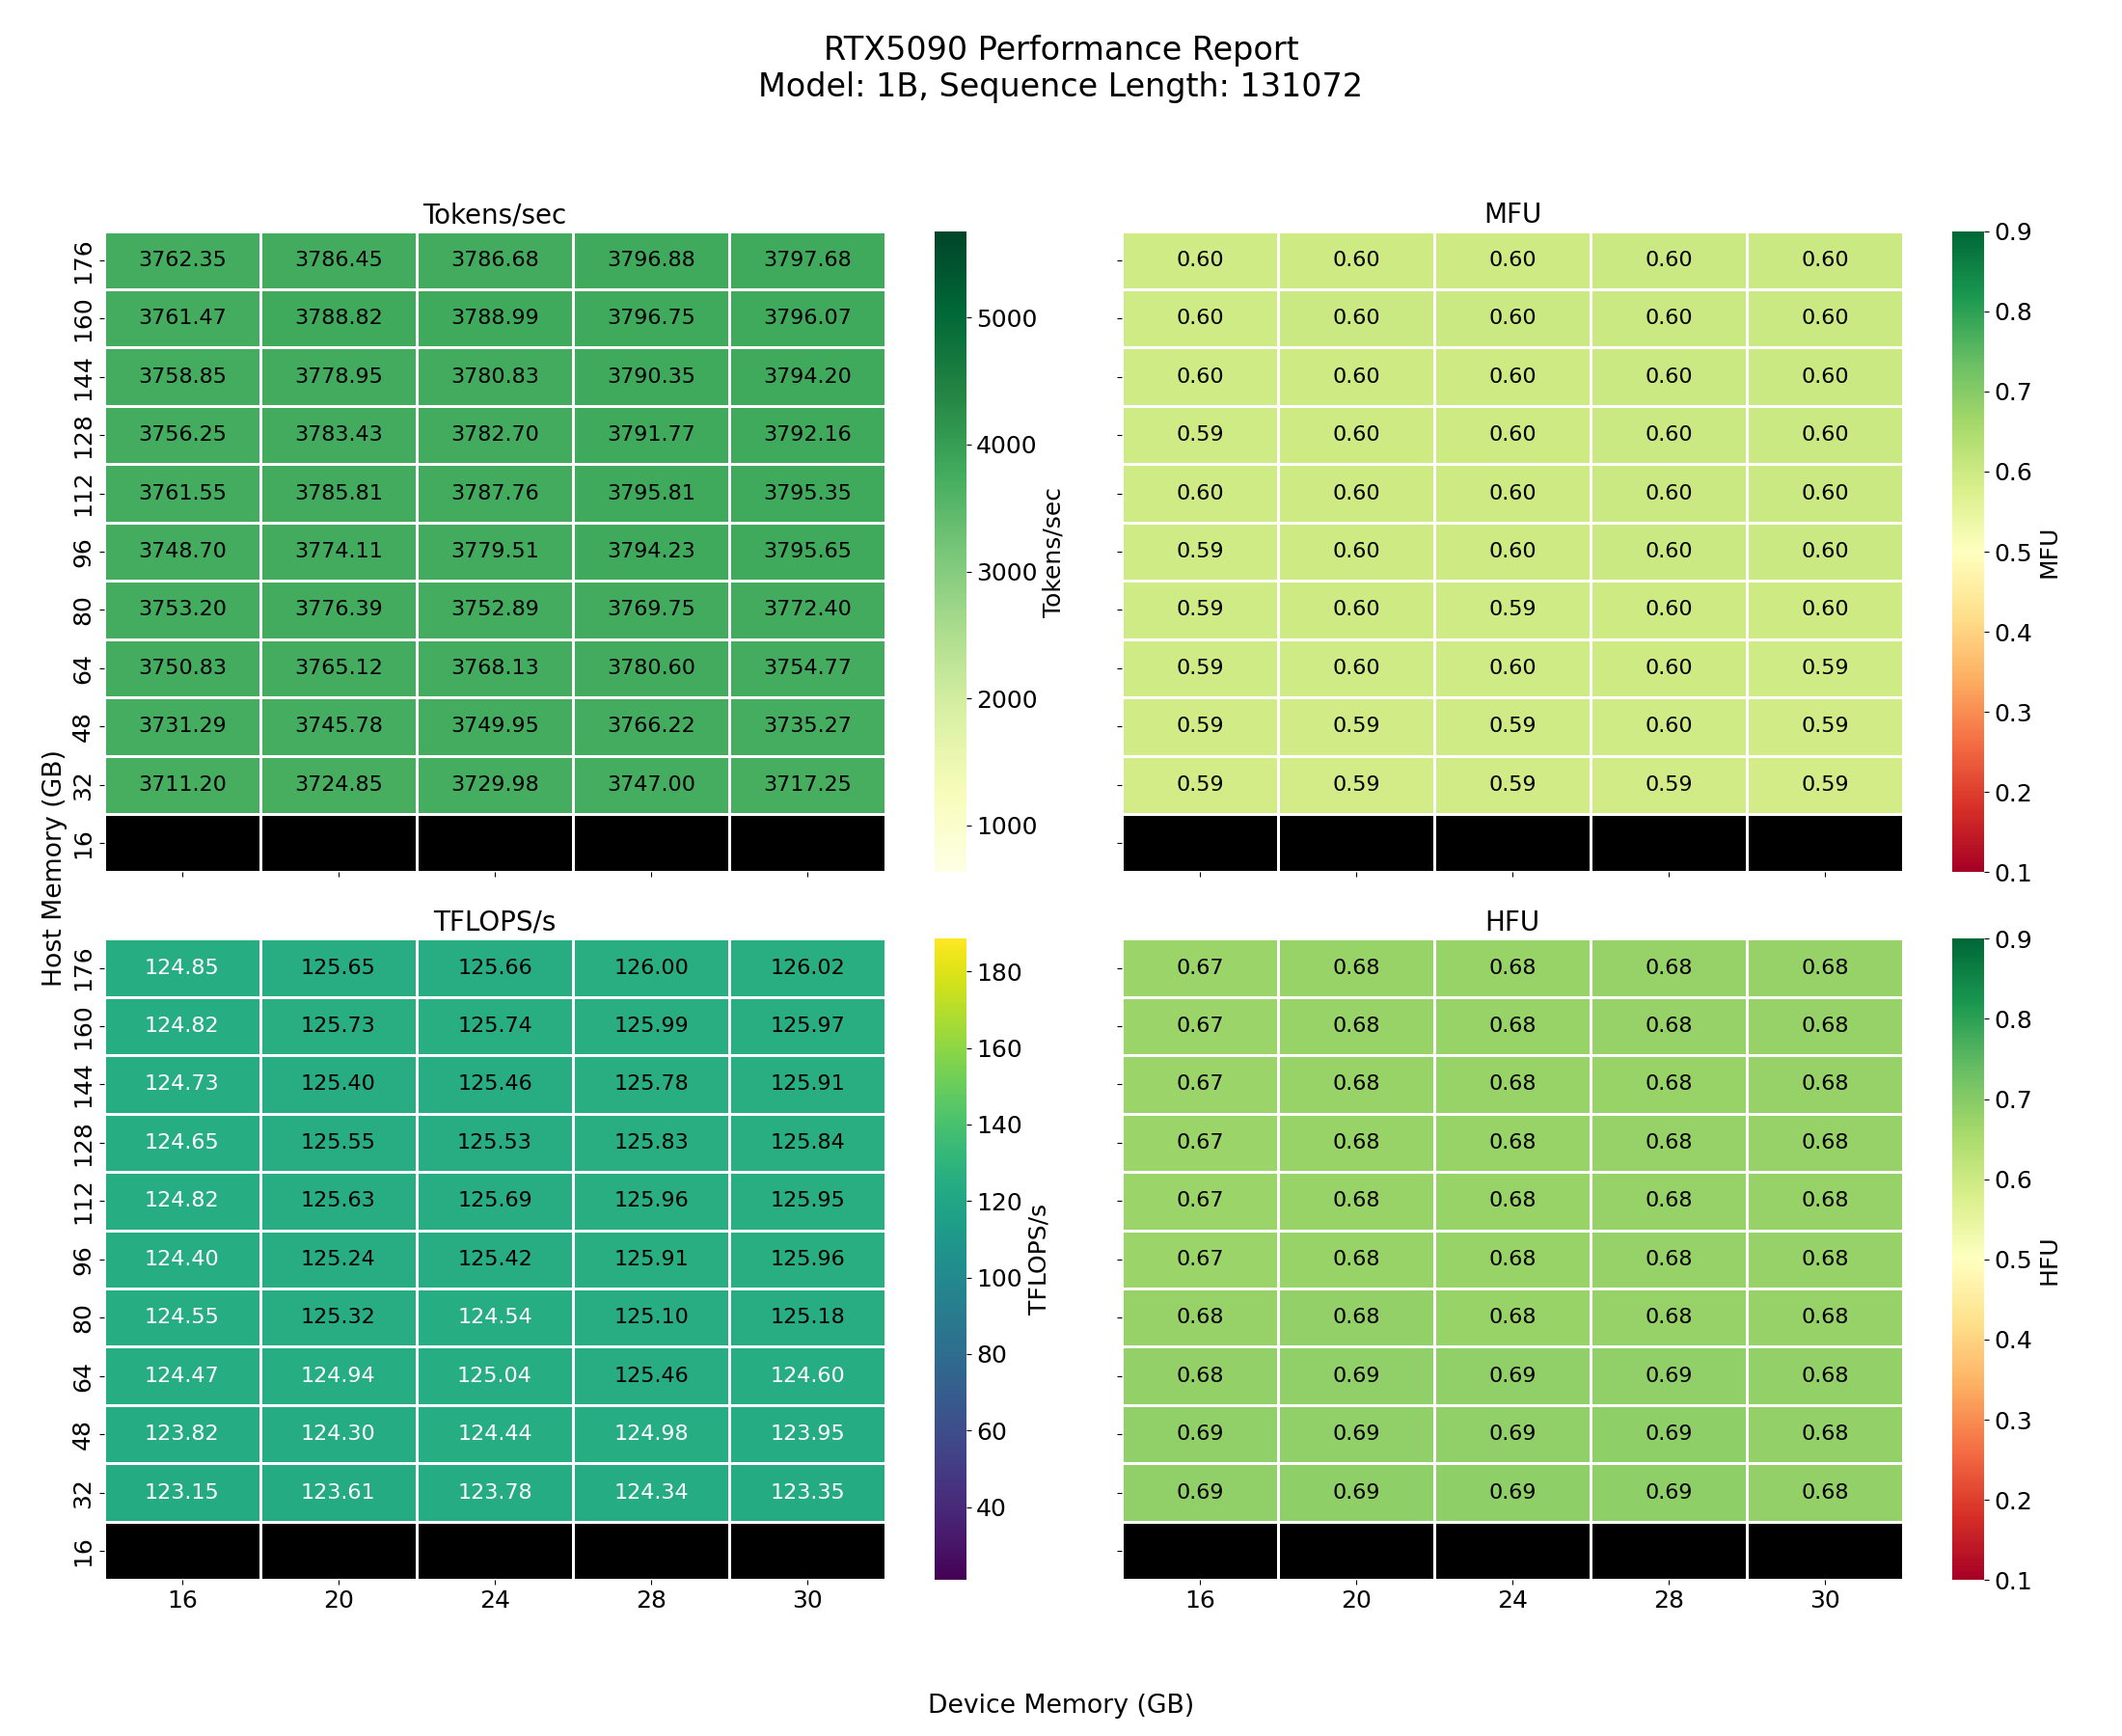 RTX5090 Performance Report
Model: 1B, Sequence Length: 131072
Tokens/sec
176 3762.35 3786.45 3786.68 3796.88 3797.68
160 3761.47 3788.82 3788.99 3796.75 3796.07
144 3758.85 3778.95 3780.83 3790.35 3794.20
128 3756.25 3783.43 3782.70 3791.77 3792.16
112 3761.55 3785.81 3787.76 3795.81 3795.35
96 3748.70 3774.11 3779.51 3794.23 3795.65
80 3753.20 3776.39 3752.89 3769.75 3772.40
64 3750.83 3765.12 3768.13 3780.60 3754.77
48 3731.29 3745.78 3749.95 3766.22 3735.27
32 3711.20 3724.85 3729.98 3747.00 3717.25
16
5000
4000
3000
2000
1000
Tokens/sec
MFU
0.60 0.60 0.60 0.60 0.60
0.60 0.60 0.60 0.60 0.60
0.60 0.60 0.60 0.60 0.60
0.59 0.60 0.60 0.60 0.60
0.60 0.60 0.60 0.60 0.60
0.59 0.60 0.60 0.60 0.60
0.59 0.60 0.59 0.60 0.60
0.59 0.60 0.60 0.60 0.59
0.59 0.59 0.59 0.60 0.59
0.59 0.59 0.59 0.59 0.59
0.9
0.8
0.7
0.6
0.5
0.4
0.3
0.2
0.1
MFU
Host Memory (GB)
TFLOPS/s
176 124.85 125.65 125.66 126.00 126.02
160 124.82 125.73 125.74 125.99 125.97
144 124.73 125.40 125.46 125.78 125.91
128 124.65 125.55 125.53 125.83 125.84
112 124.82 125.63 125.69 125.96 125.95
96 124.40 125.24 125.42 125.91 125.96
80 124.55 125.32 124.54 125.10 125.18
64 124.47 124.94 125.04 125.46 124.60
48 123.82 124.30 124.44 124.98 123.95
32 123.15 123.61 123.78 124.34 123.35
16
16 20 24 28 30
180
160
140
120
100
80
60
40
TFLOPS/s
HFU
0.67 0.68 0.68 0.68 0.68
0.67 0.68 0.68 0.68 0.68
0.67 0.68 0.68 0.68 0.68
0.67 0.68 0.68 0.68 0.68
0.67 0.68 0.68 0.68 0.68
0.67 0.68 0.68 0.68 0.68
0.68 0.68 0.68 0.68 0.68
0.68 0.69 0.69 0.69 0.68
0.69 0.69 0.69 0.69 0.68
0.69 0.69 0.69 0.69 0.68
16 20 24 28 30
0.9
0.8
0.7
0.6
0.5
0.4
0.3
0.2
0.1
HFU
Device Memory (GB)